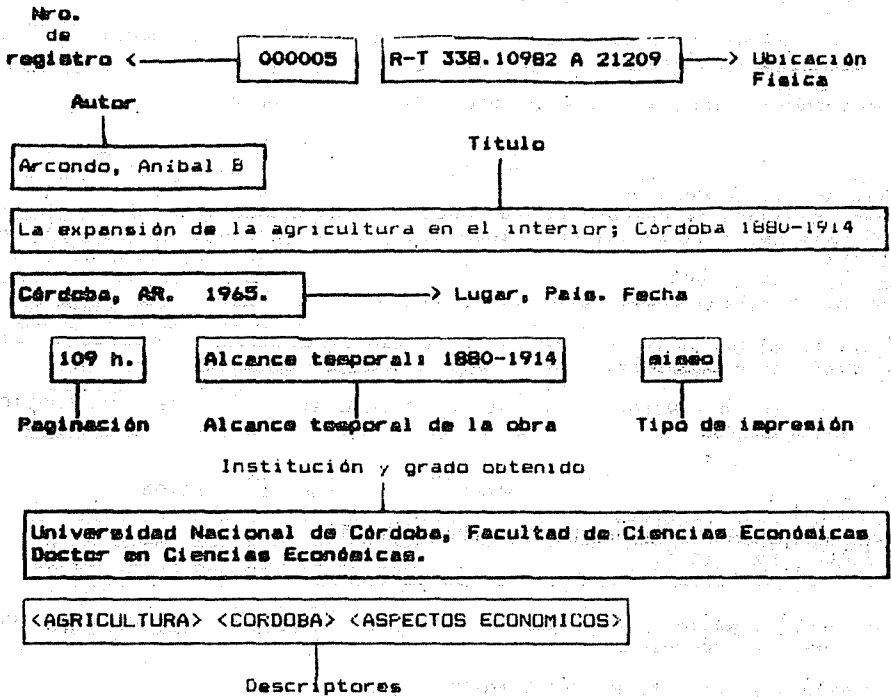 Nro.
de
registro <——— 000005 R-T 338.10982 A 21209 ———> Ubicación
Física
Autor
Título
Arcondo, Anibal B
La expansión de la agricultura en el interior; Córdoba 1880-1914
Córdoba, AR. 1965. ———> Lugar, País. Fecha
109 h. Alcance temporal: 1880-1914 mimeo
Paginación Alcance temporal de la obra Tipo de impresión
Institución y grado obtenido
Universidad Nacional de Córdoba, Facultad de Ciencias Económicas
Doctor en Ciencias Económicas.
<AGRICULTURA> <CORDOBA> <ASPECTOS ECONOMICOS>
Descriptores